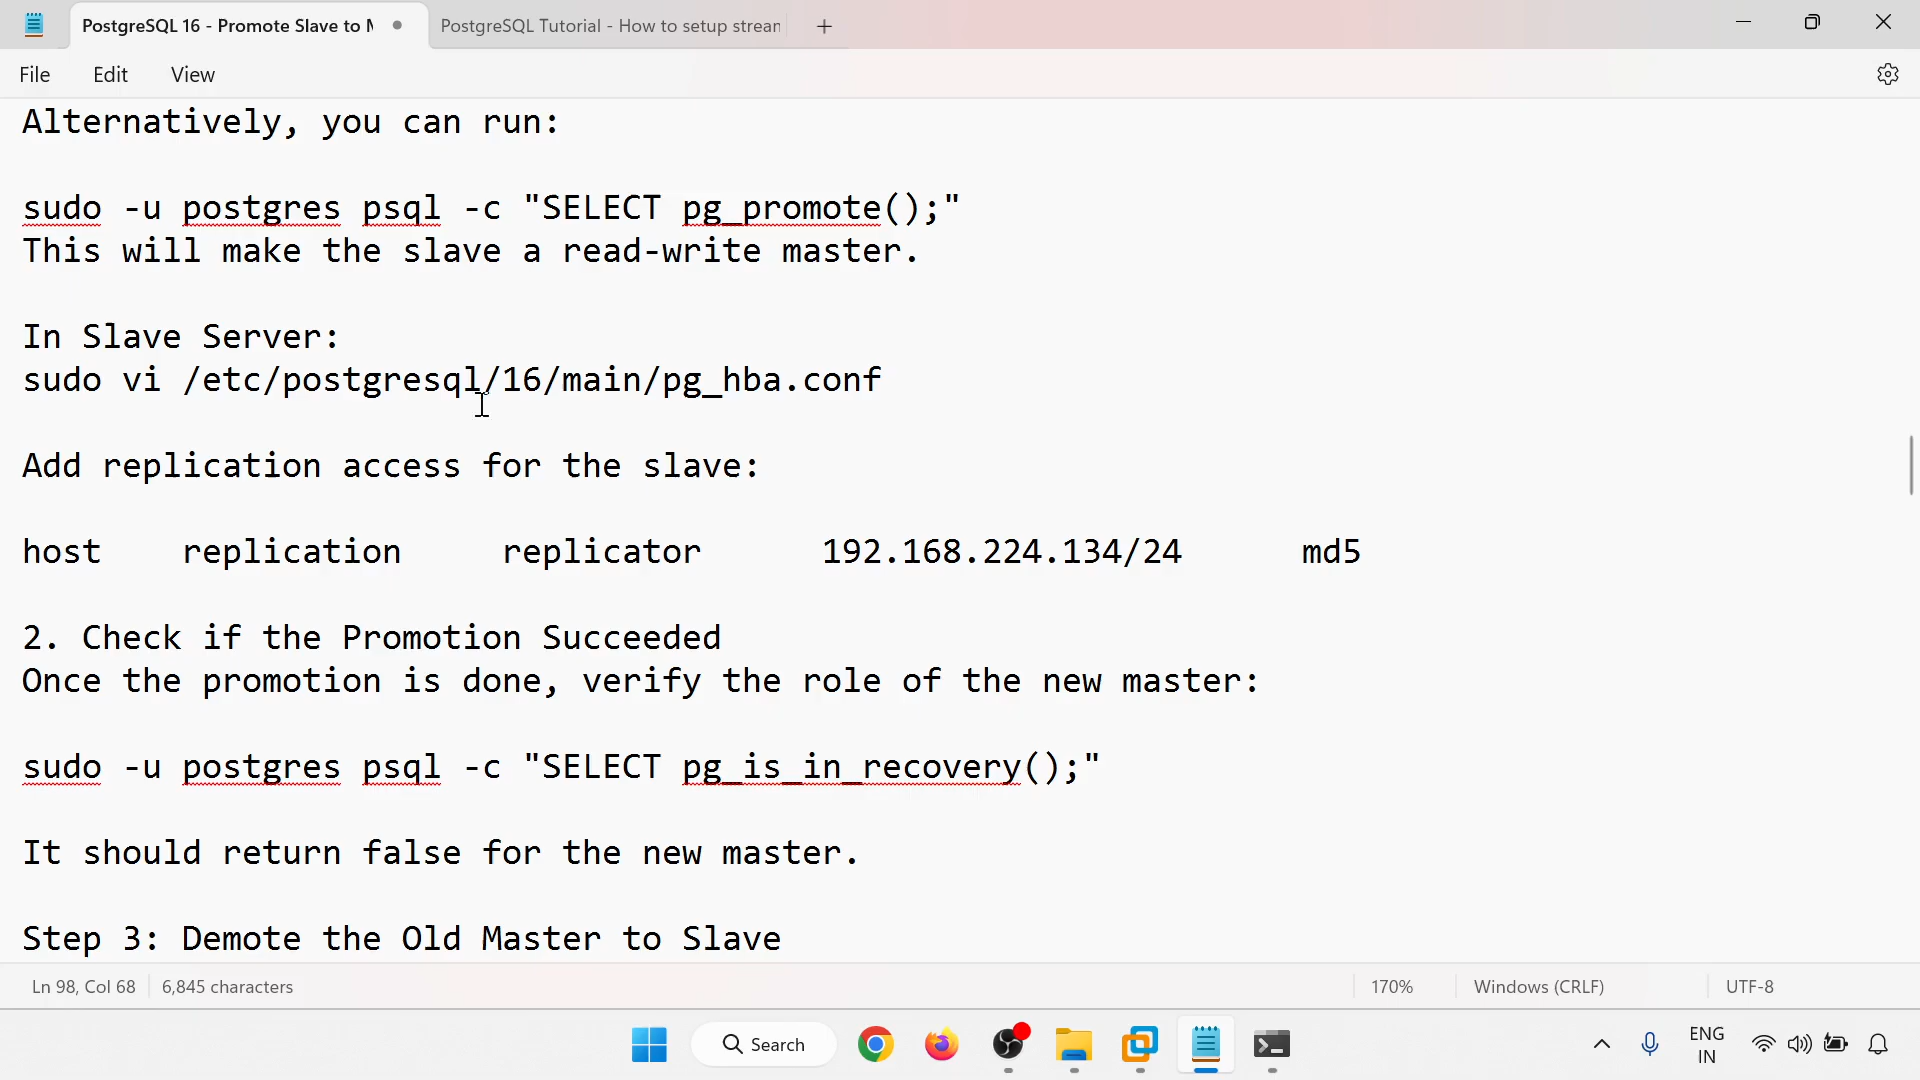 PostgreSQL 16 - Promote Slave to M
PostgreSQL Tutorial - How to setup stream
File Edit View
Alternatively, you can run:
sudo -u postgres psql -c "SELECT pg_promote();"
This will make the slave a read-write master.
In Slave Server:
sudo vi /etc/postgresql/16/main/pg_hba.conf
Add replication access for the slave:
host replication replicator 192.168.224.134/24 md5
2. Check if the Promotion Succeeded
Once the promotion is done, verify the role of the new master:
sudo -u postgres psql -c "SELECT pg_is_in_recovery();"
It should return false for the new master.
Step 3: Demote the Old Master to Slave
Ln 98, Col 68 6,845 characters 170% Windows (CRLF) UTF-8
Search
ENG
IN